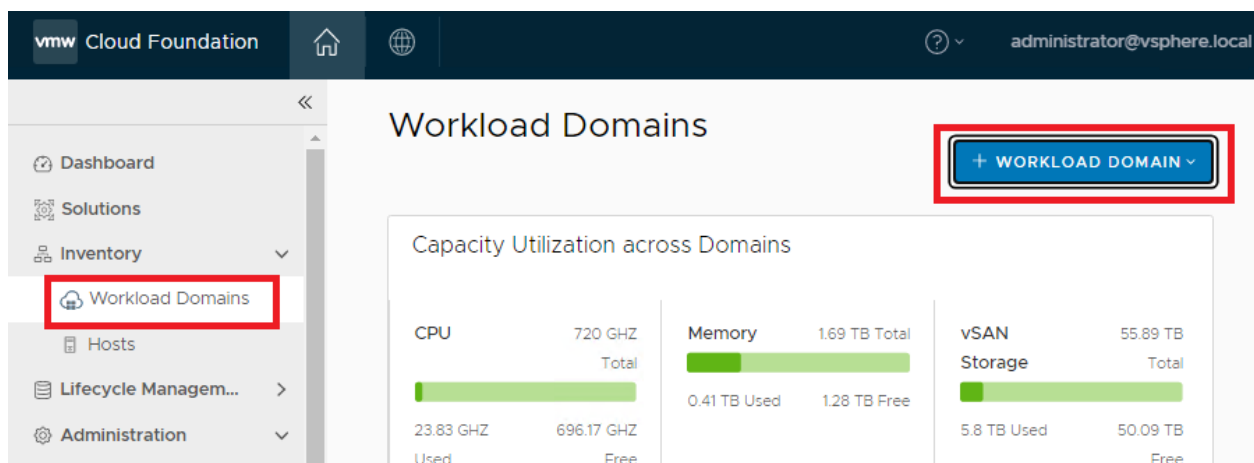 vmw Cloud Foundation
administrator@vsphere.local
Dashboard
Solutions
Inventory
Workload Domains
Hosts
Lifecycle Managem...
Administration
Workload Domains
+ WORKLOAD DOMAIN
Capacity Utilization across Domains
CPU 720 GHZ
Total
23.83 GHZ 696.17 GHZ
Used Free
Memory 1.69 TB Total
0.41 TB Used 1.28 TB Free
vSAN 55.89 TB
Storage Total
5.8 TB Used 50.09 TB
Free